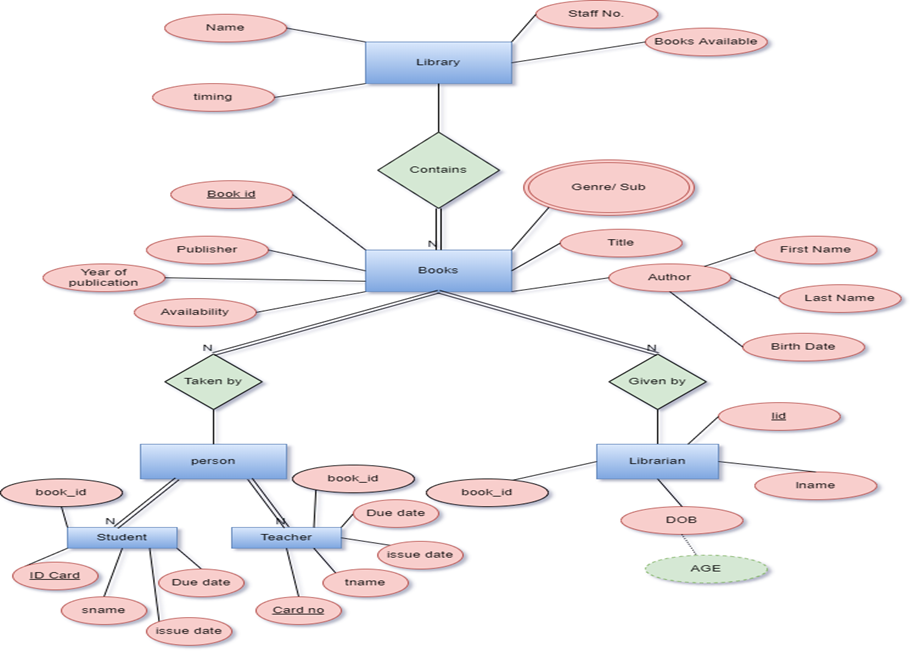 Staff No.
Name
Books Available
Library
timing
Contains
Genre/ Sub
Book id
N
Title
Publisher
First Name
Books
Year of
publication
Author
Last Name
Availability
Birth Date
N
N
Taken by
Given by
lid
person
Librarian
book_id
book_id
book_id
lname
Due date
N
N
DOB
Student
Teacher
issue date
AGE
ID Card
Due date
tname
sname
Card no
issue date